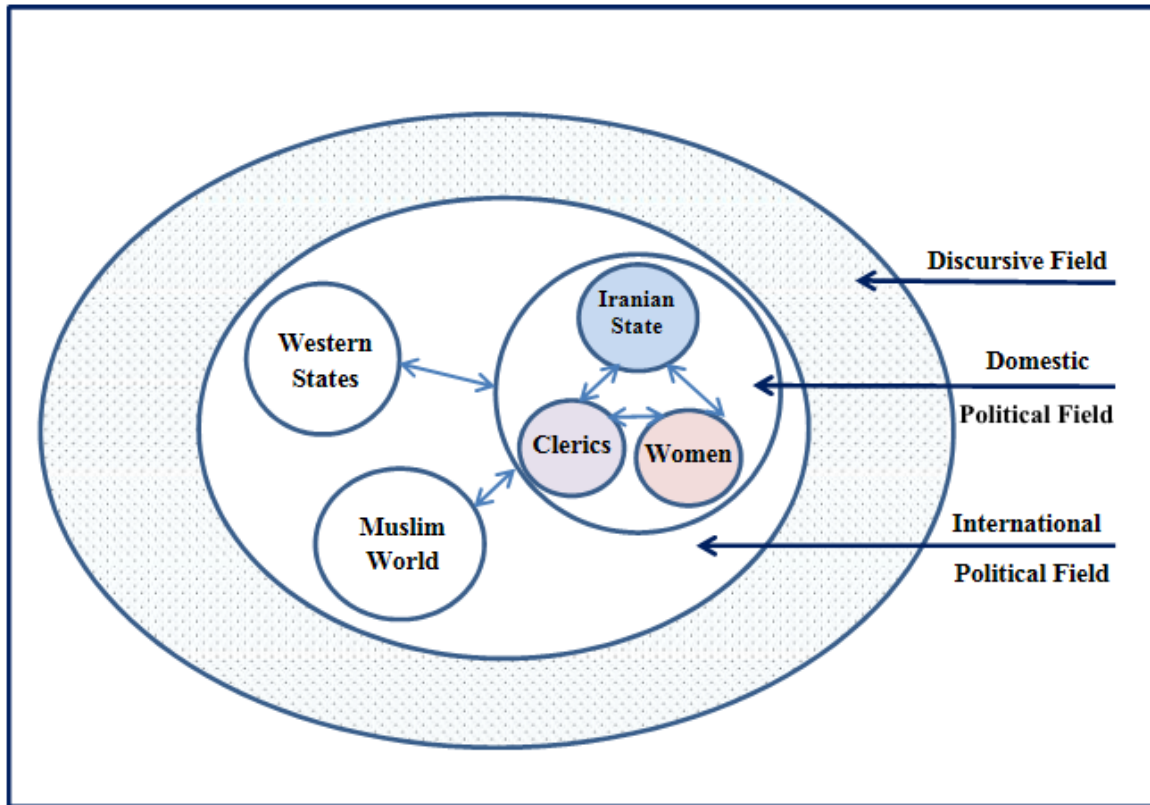 Discursive Field
Iranian
State
Western
States
Domestic
Political Field
Clerics
Women
Muslim
World
International
Political Field